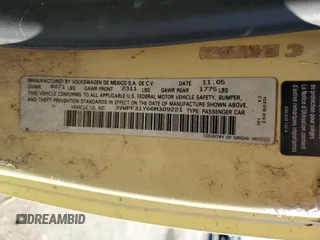 MANUFACTURED BY VOLKSWAGEN DE MEXICO S.A. DE C.V. 11.05
GVWR 4071 LBS GAWR FRONT 2311 LBS GAWR REAR 1775 LBS
THIS VEHICLE CONFORMS TO ALL APPLICABLE
U.S. FEDERAL MOTOR VEHICLE SAFETY, BUMPER,
AND THEFT PREVENTION STANDARDS IN EFFECT ON
THE DATE OF MANUFACTURE SHOWN ABOVE.
VEHICLE I.D. NO. 3VWPF31Y66M309221 TYPE: PASSENGER CAR
COUNTRY OF ORIGIN: MEXICO
DREAMBID